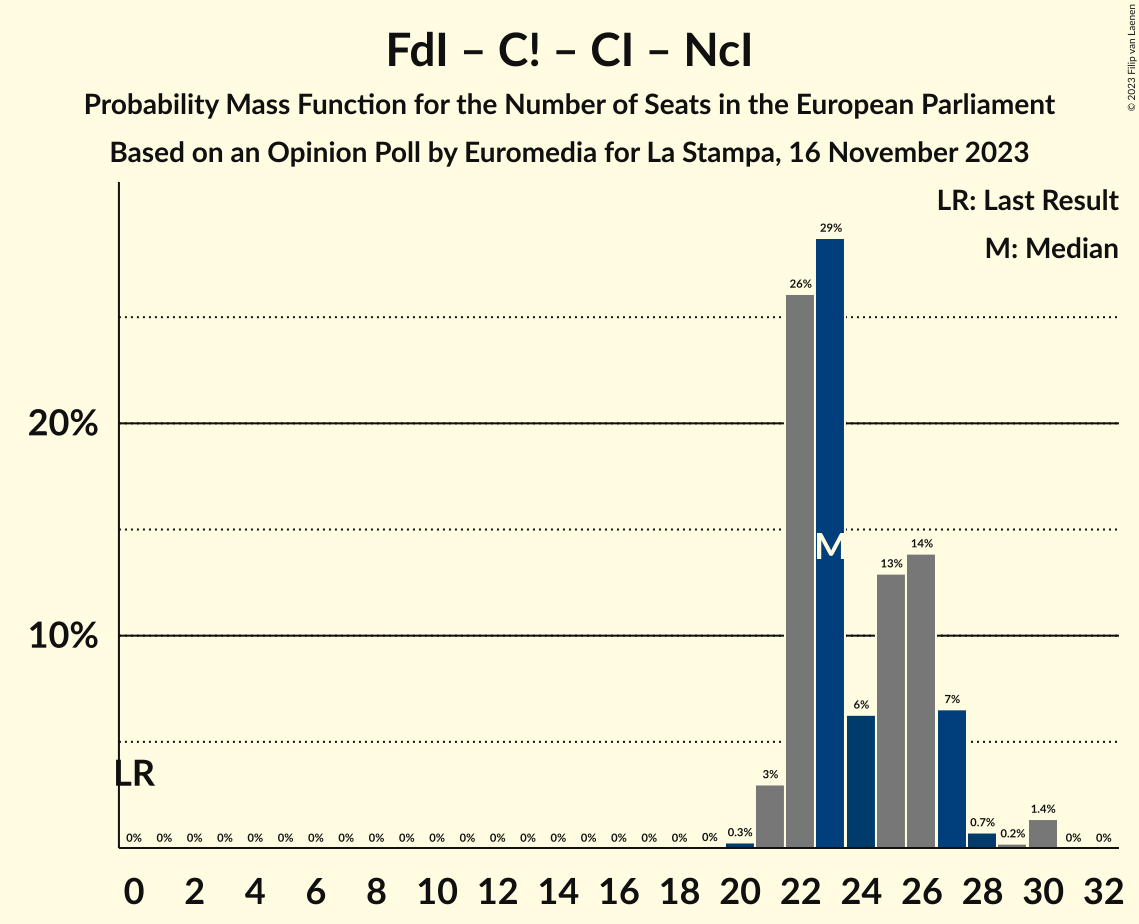 FdI – C! – CI – NcI
Probability Mass Function for the Number of Seats in the European Parliament
Based on an Opinion Poll by Euromedia for La Stampa, 16 November 2023
© 2023 Filip van Laenen
LR: Last Result
M: Median
20%
10%
LR
M
0% 0% 0% 0% 0% 0% 0% 0% 0% 0% 0% 0% 0% 0% 0% 0% 0% 0% 0% 0% 0.3% 3% 26% 29% 6% 13% 14% 7% 0.7% 0.2% 1.4% 0% 0%
0 2 4 6 8 10 12 14 16 18 20 22 24 26 28 30 32